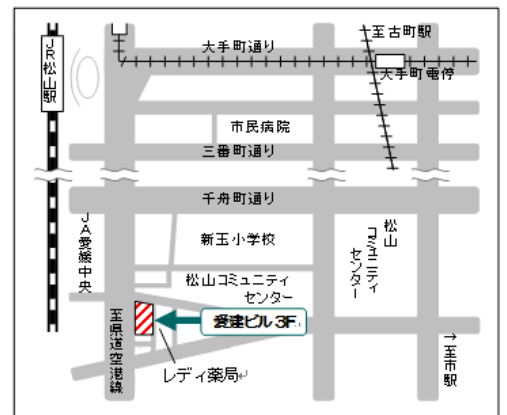 至古町駅
大手町通り
JR松山駅
大手町電停
市民病院
三番町通り
千舟町通り
JA愛媛中央
新玉小学校
松山
コミュニティ
センター
松山コミュニティ
センター
愛建ビル3F
至県道空港線
レディ薬局
→至市駅